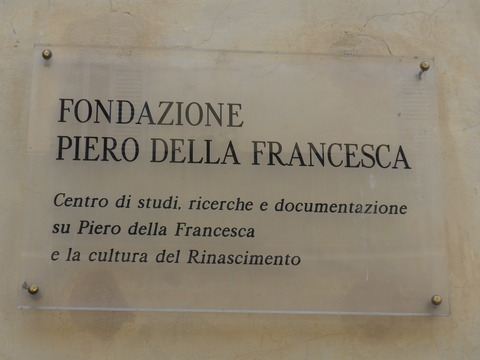 FONDAZIONE
PIERO DELLA FRANCESCA
Centro di studi, ricerche e documentazione
su Piero della Francesca
e la cultura del Rinascimento